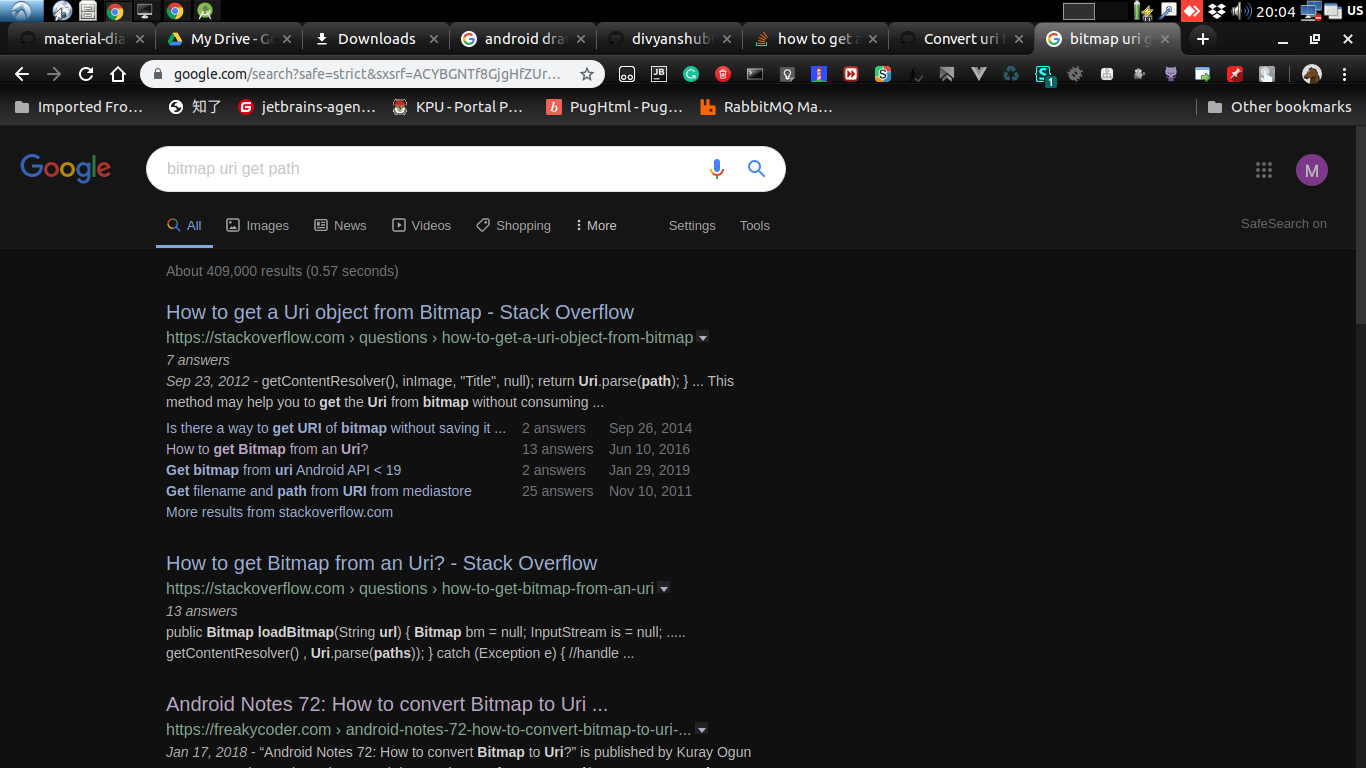 20:04 US
material-dia My Drive - Go Downloads android dra divyanshub how to get a Convert uri t bitmap uri g
google.com/search?safe=strict&sxsrf=ACYBGNTf8GjgHfZUr... JB 1
Imported Fro... 知了 jetbrains-agen... KPU - Portal P... PugHtml - Pug... RabbitMQ Ma... Other bookmarks
Google bitmap uri get path M
All Images News Videos Shopping More Settings Tools SafeSearch on
About 409,000 results (0.57 seconds)
How to get a Uri object from Bitmap - Stack Overflow
https://stackoverflow.com › questions › how-to-get-a-uri-object-from-bitmap
7 answers
Sep 23, 2012 - getContentResolver(), inImage, "Title", null); return Uri.parse(path); } ... This
method may help you to get the Uri from bitmap without consuming ...
Is there a way to get URI of bitmap without saving it ... 2 answers Sep 26, 2014
How to get Bitmap from an Uri? 13 answers Jun 10, 2016
Get bitmap from uri Android API < 19 2 answers Jan 29, 2019
Get filename and path from URI from mediastore 25 answers Nov 10, 2011
More results from stackoverflow.com
How to get Bitmap from an Uri? - Stack Overflow
https://stackoverflow.com › questions › how-to-get-bitmap-from-an-uri
13 answers
public Bitmap loadBitmap(String url) { Bitmap bm = null; InputStream is = null; .....
getContentResolver() , Uri.parse(paths)); } catch (Exception e) { //handle ...
Android Notes 72: How to convert Bitmap to Uri ...
https://freakycoder.com › android-notes-72-how-to-convert-bitmap-to-uri-...
Jan 17, 2018 - “Android Notes 72: How to convert Bitmap to Uri?” is published by Kuray Ogun